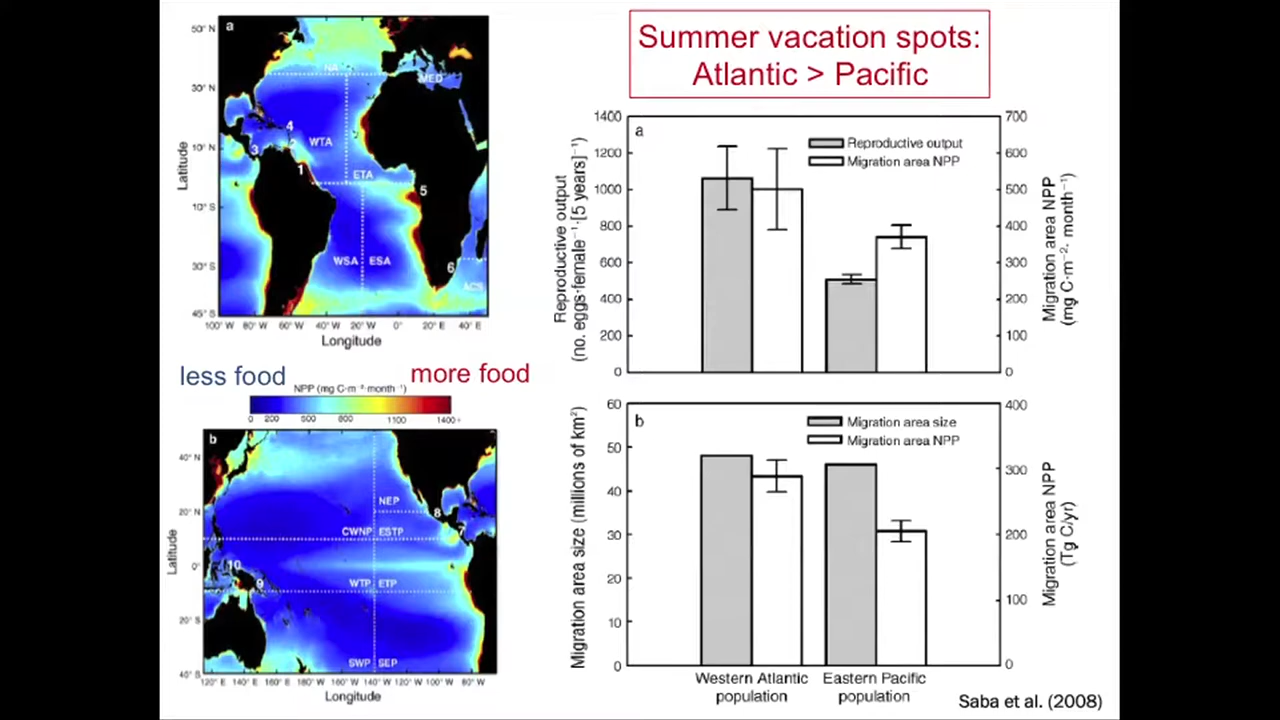 Summer vacation spots:
Atlantic > Pacific
a
50° N
30° N
10° N
10° S
30° S
45° S
Latitude
NA
MED
WTA
ETA
WSA
ESA
ACS
1
2
3
4
5
6
100° W 80° W 60° W 40° W 20° W 0° 20° E 40° E
Longitude
less food
more food
NPP (mg C·m⁻²·month⁻¹)
0 200 500 800 1100 1400+
b
40° N
20° N
0°
20° S
40° S
Latitude
NEP
CWNP
ESTP
WTP
ETP
SWP
SEP
7
8
9
10
120° E 140° E 160° E 180° 160° W 140° W 120° W 100° W 80° W
Longitude
a
Reproductive output
Migration area NPP
1400
1200
1000
800
600
400
200
0
Reproductive output
(no. eggs·female⁻¹·[5 years]⁻¹)
700
600
500
400
300
200
100
0
Migration area NPP
(mg C·m⁻²· month⁻¹)
b
Migration area size
Migration area NPP
60
50
40
30
20
10
0
Migration area size (millions of km²)
400
300
200
100
0
Migration area NPP
(Tg C/yr)
Western Atlantic
population
Eastern Pacific
population
Saba et al. (2008)